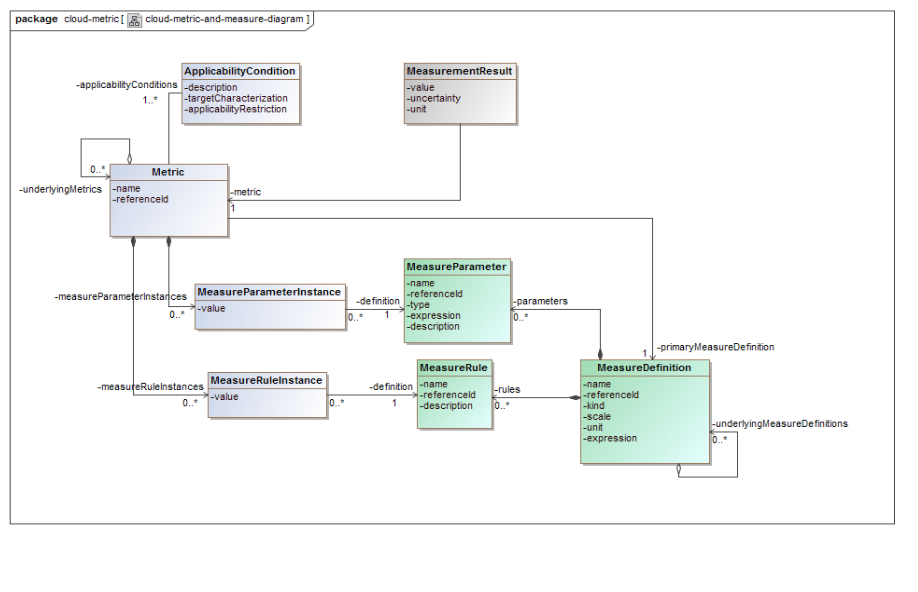 package cloud-metric [ cloud-metric-and-measure-diagram ]
ApplicabilityCondition
-description
-targetCharacterization
-applicabilityRestriction
-applicabilityConditions
1..*
MeasurementResult
-value
-uncertainty
-unit
0..*
-underlyingMetrics
Metric
-name
-referenceId
-metric
1
-measureParameterInstances
0..*
MeasureParameterInstance
-value
-definition
0..*
1
MeasureParameter
-name
-referenceId
-type
-expression
-description
-parameters
0..*
1
-primaryMeasureDefinition
-measureRuleInstances
0..*
MeasureRuleInstance
-value
-definition
0..*
1
MeasureRule
-name
-referenceId
-description
-rules
0..*
MeasureDefinition
-name
-referenceId
-kind
-scale
-unit
-expression
-underlyingMeasureDefinitions
0..*